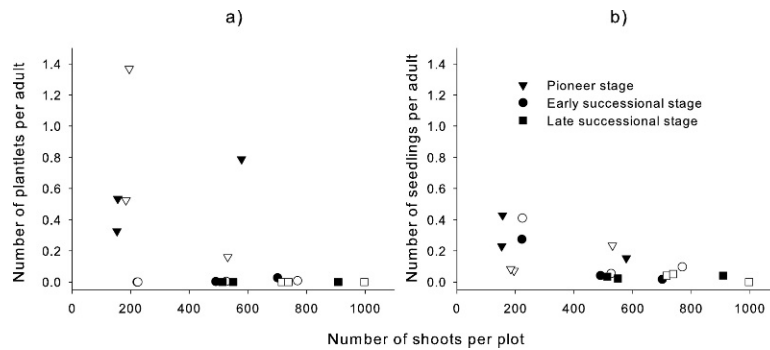 a)
b)
Number of plantlets per adult
1.4
1.2
1.0
0.8
0.6
0.4
0.2
0.0
0 200 400 600 800 1000
Number of seedlings per adult
1.4
1.2
1.0
0.8
0.6
0.4
0.2
0.0
Pioneer stage
Early successional stage
Late successional stage
0 200 400 600 800 1000
Number of shoots per plot